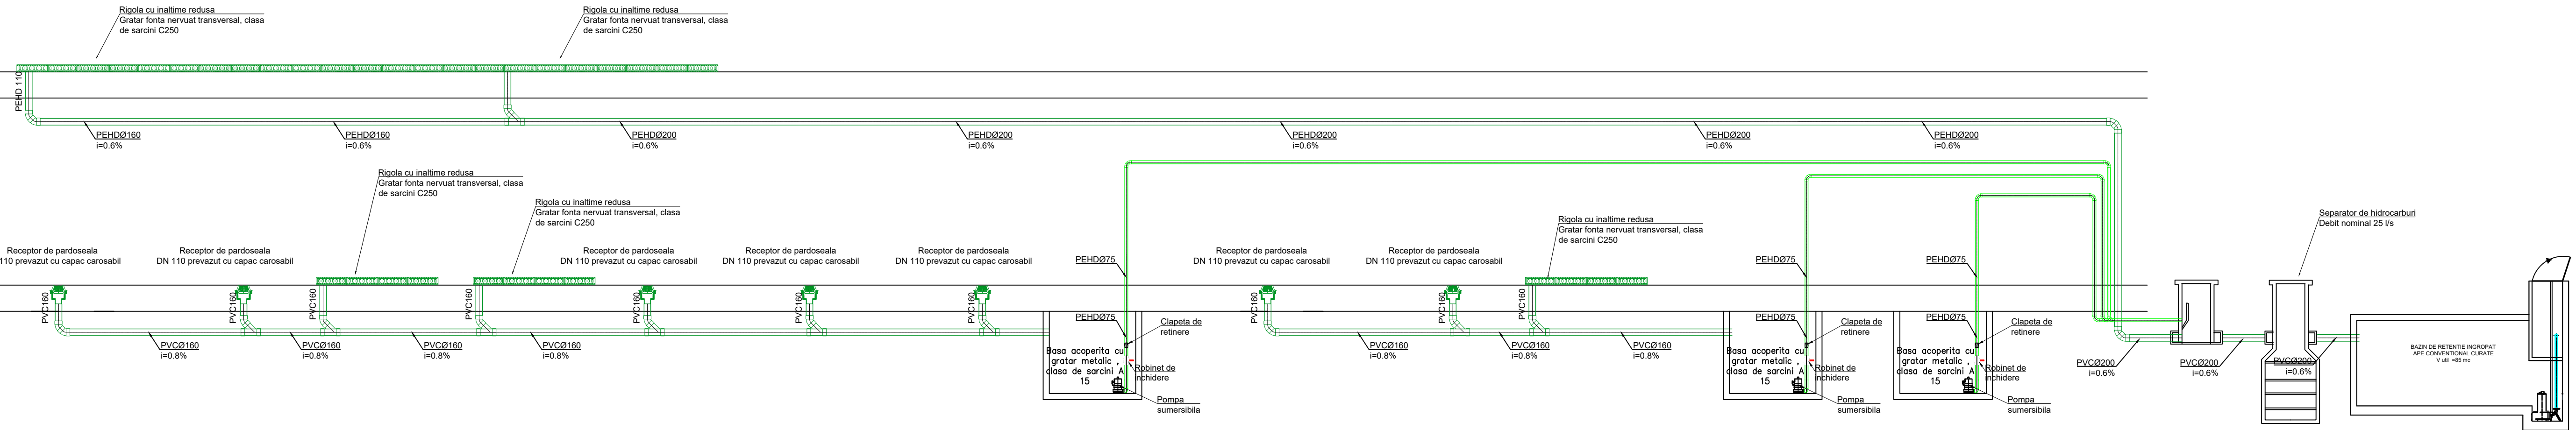 Rigola cu inaltime redusa
Gratar fonta nervuat transversal, clasa
de sarcini C250
Rigola cu inaltime redusa
Gratar fonta nervuat transversal, clasa
de sarcini C250
PEHD 110
PEHDØ160
i=0.6%
PEHDØ160
i=0.6%
PEHDØ200
i=0.6%
PEHDØ200
i=0.6%
PEHDØ200
i=0.6%
PEHDØ200
i=0.6%
PEHDØ200
i=0.6%
Rigola cu inaltime redusa
Gratar fonta nervuat transversal, clasa
de sarcini C250
Rigola cu inaltime redusa
Gratar fonta nervuat transversal, clasa
de sarcini C250
Rigola cu inaltime redusa
Gratar fonta nervuat transversal, clasa
de sarcini C250
Separator de hidrocarburi
Debit nominal 25 l/s
Receptor de pardoseala
110 prevazut cu capac carosabil
Receptor de pardoseala
DN 110 prevazut cu capac carosabil
Receptor de pardoseala
DN 110 prevazut cu capac carosabil
Receptor de pardoseala
DN 110 prevazut cu capac carosabil
Receptor de pardoseala
DN 110 prevazut cu capac carosabil
PEHDØ75
Receptor de pardoseala
DN 110 prevazut cu capac carosabil
Receptor de pardoseala
DN 110 prevazut cu capac carosabil
PEHDØ75
PEHDØ75
PVC160
PVC160
PVC160
PVC160
PVC160
PVC160
PVC160
PVC160
PVC160
PVC160
PVCØ160
i=0.8%
PVCØ160
i=0.8%
PVCØ160
i=0.8%
PVCØ160
i=0.8%
PEHDØ75
Clapeta de
retinere
Basa acoperita cu
gratar metalic ,
clasa de sarcini A
15
Robinet de
inchidere
Pompa
sumersibila
PVCØ160
i=0.8%
PVCØ160
i=0.8%
PVCØ160
i=0.8%
PEHDØ75
Clapeta de
retinere
Basa acoperita cu
gratar metalic ,
clasa de sarcini A
15
Robinet de
inchidere
Pompa
sumersibila
PEHDØ75
Clapeta de
retinere
Basa acoperita cu
gratar metalic ,
clasa de sarcini A
15
Robinet de
inchidere
Pompa
sumersibila
PVCØ200
i=0.6%
PVCØ200
i=0.6%
PVCØ200
i=0.6%
BAZIN DE RETENTIE INGROPAT
APE CONVENTIONAL CURATE
V util =85 mc